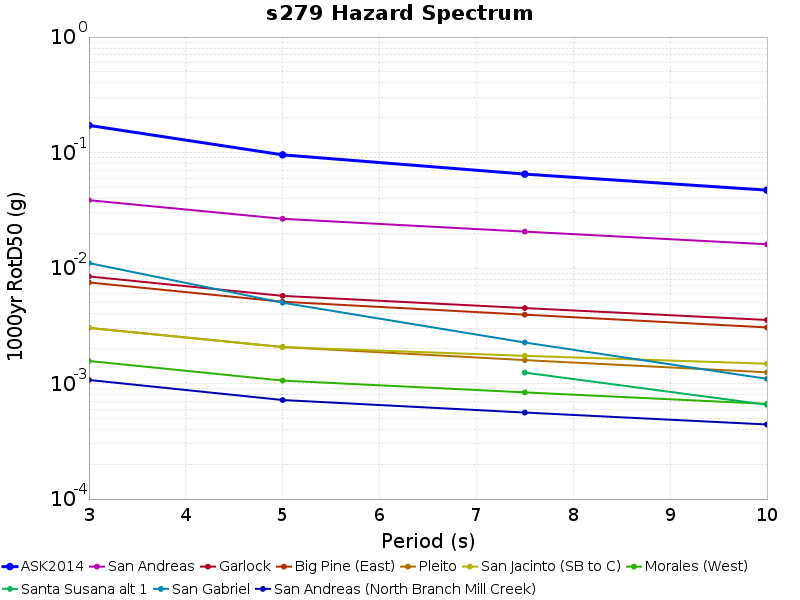 s279 Hazard Spectrum
10^0
10^-1
10^-2
10^-3
10^-4
1000yr RotD50 (g)
3 4 5 6 7 8 9 10
Period (s)
ASK2014 San Andreas Garlock Big Pine (East) Pleito San Jacinto (SB to C) Morales (West)
Santa Susana alt 1 San Gabriel San Andreas (North Branch Mill Creek)